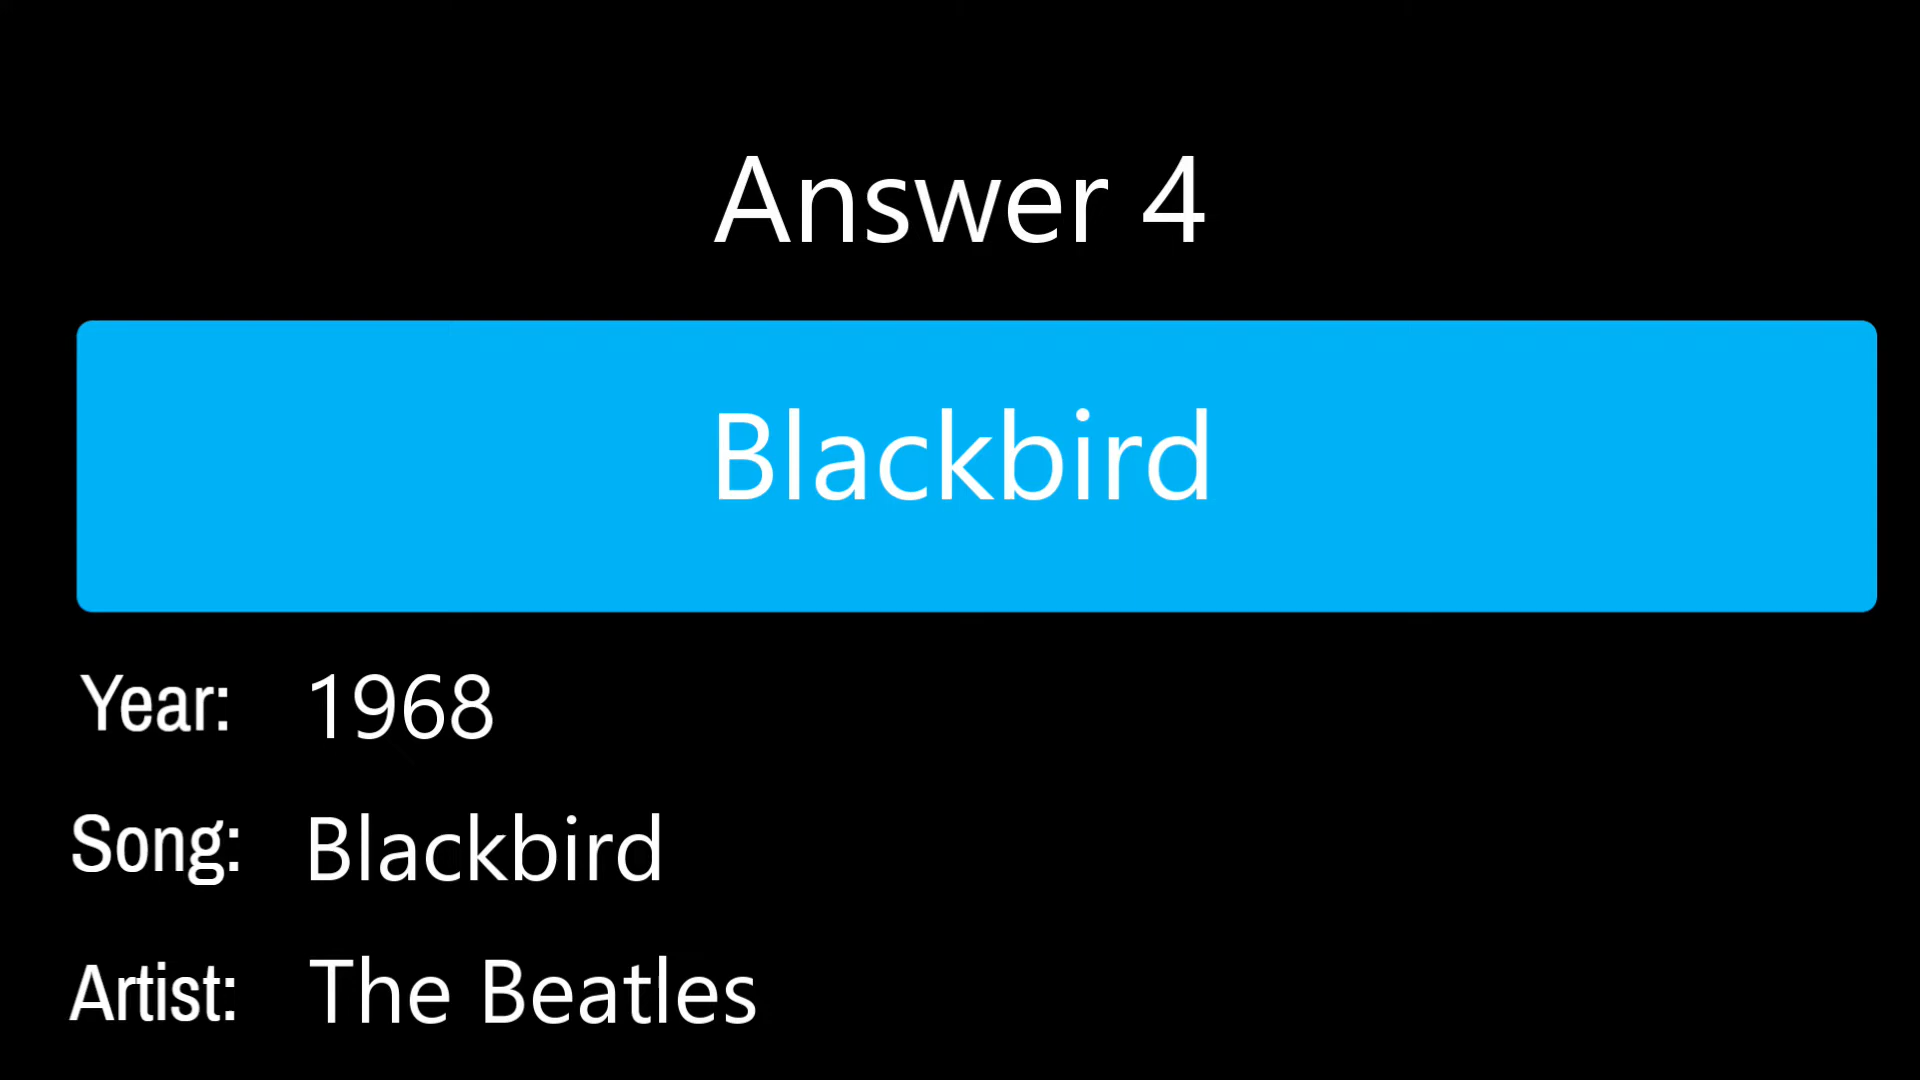 Answer 4
Blackbird
Year: 1968
Song: Blackbird
Artist: The Beatles